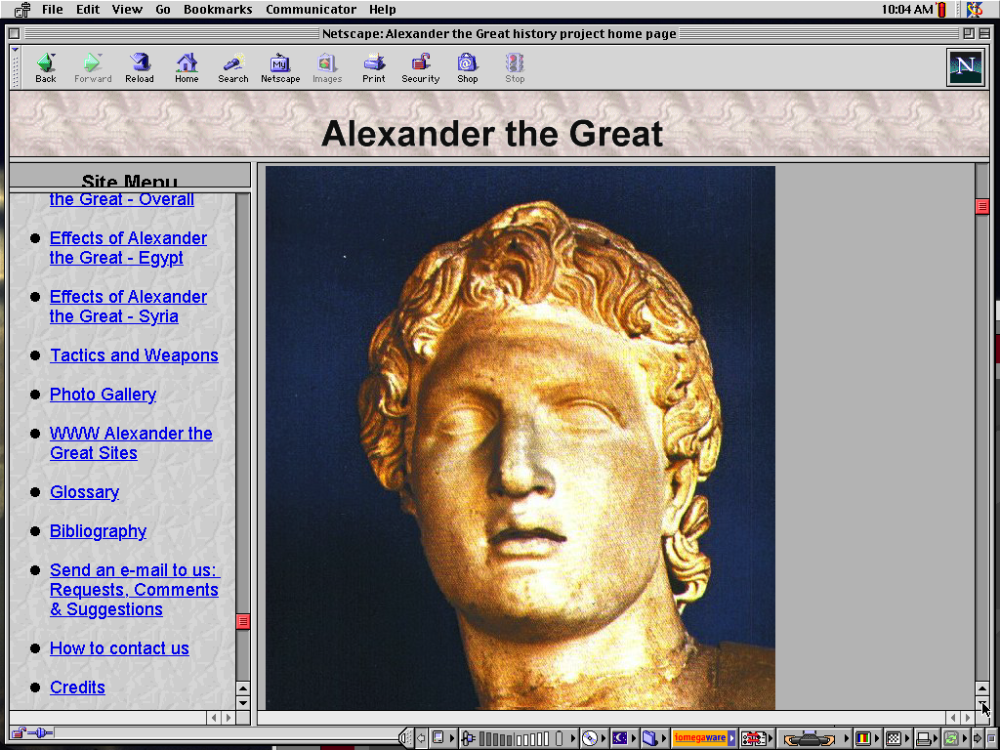 File Edit View Go Bookmarks Communicator Help 10:04 AM
Netscape: Alexander the Great history project home page
Back Forward Reload Home Search Netscape Images Print Security Shop Stop
My
N
Alexander the Great
Site Menu
the Great - Overall
Effects of Alexander
the Great - Egypt
Effects of Alexander
the Great - Syria
Tactics and Weapons
Photo Gallery
WWW Alexander the
Great Sites
Glossary
Bibliography
Send an e-mail to us:
Requests, Comments
& Suggestions
How to contact us
Credits
iomegaware